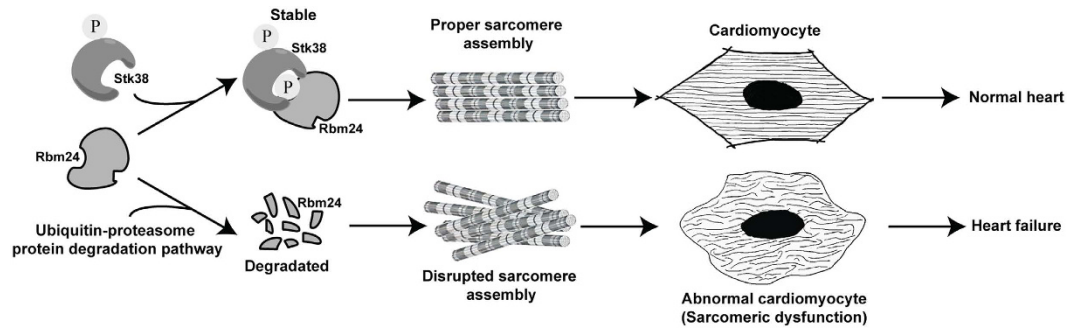 P
Stk38
Stable
P
Stk38
P
Rbm24
Proper sarcomere
assembly
Cardiomyocyte
Normal heart
Rbm24
Ubiquitin-proteasome
protein degradation pathway
Rbm24
Degraded
Disrupted sarcomere
assembly
Abnormal cardiomyocyte
(Sarcomeric dysfunction)
Heart failure